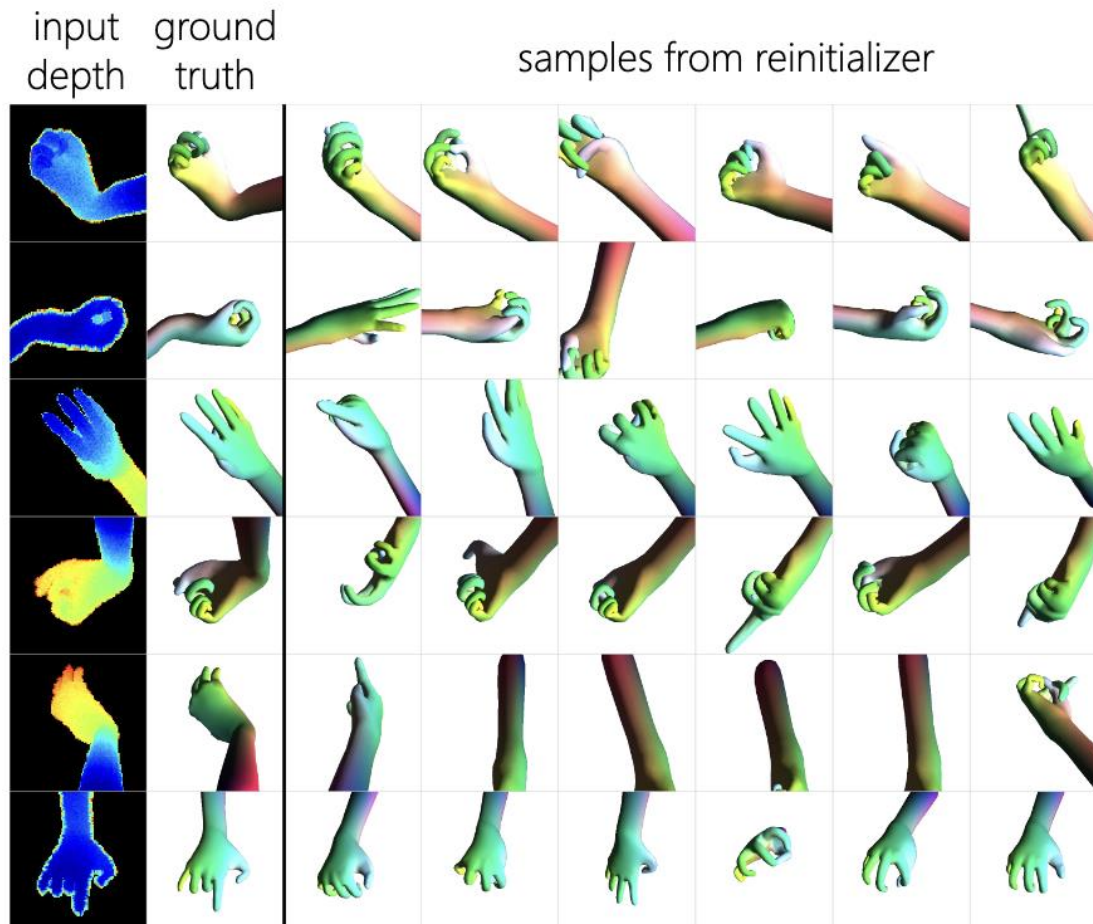 input depth
ground truth
samples from reinitializer